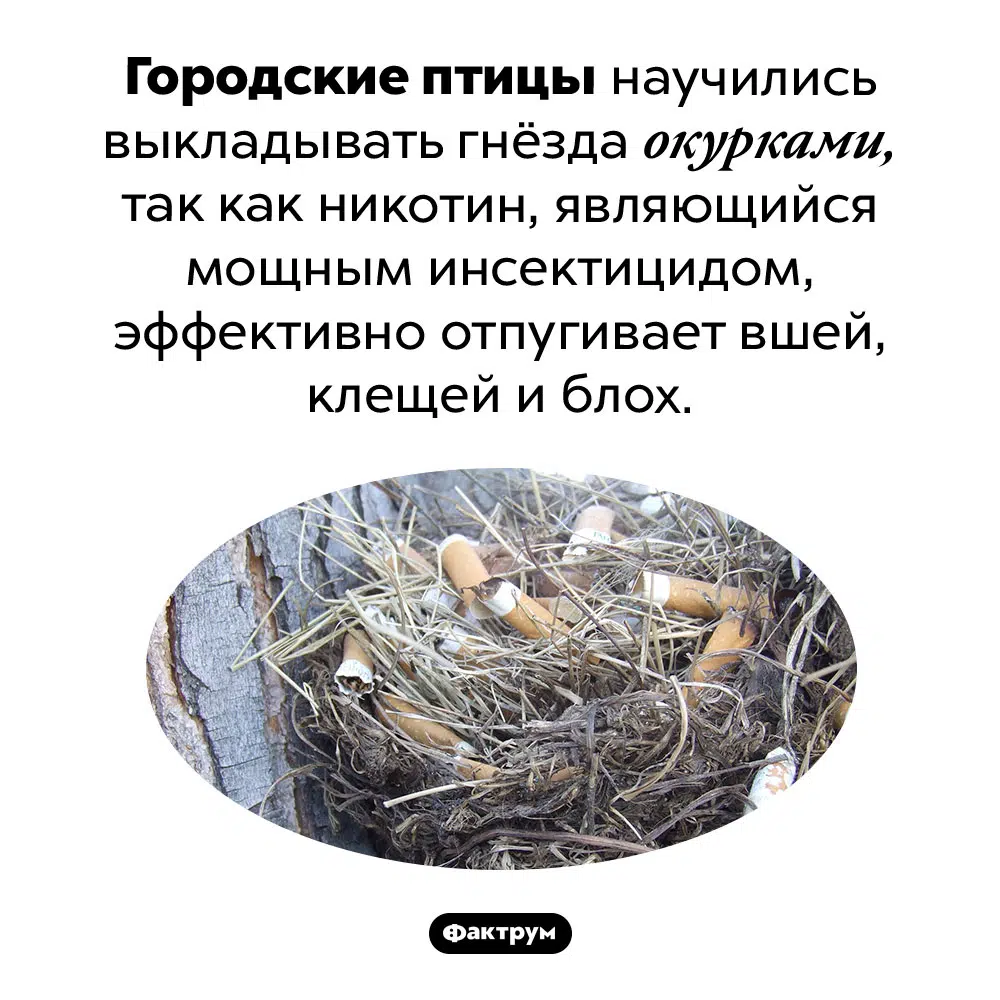 Городские птицы научились
выкладывать гнёзда окурками,
так как никотин, являющийся
мощным инсектицидом,
эффективно отпугивает вшей,
клещей и блох.
Фактрум